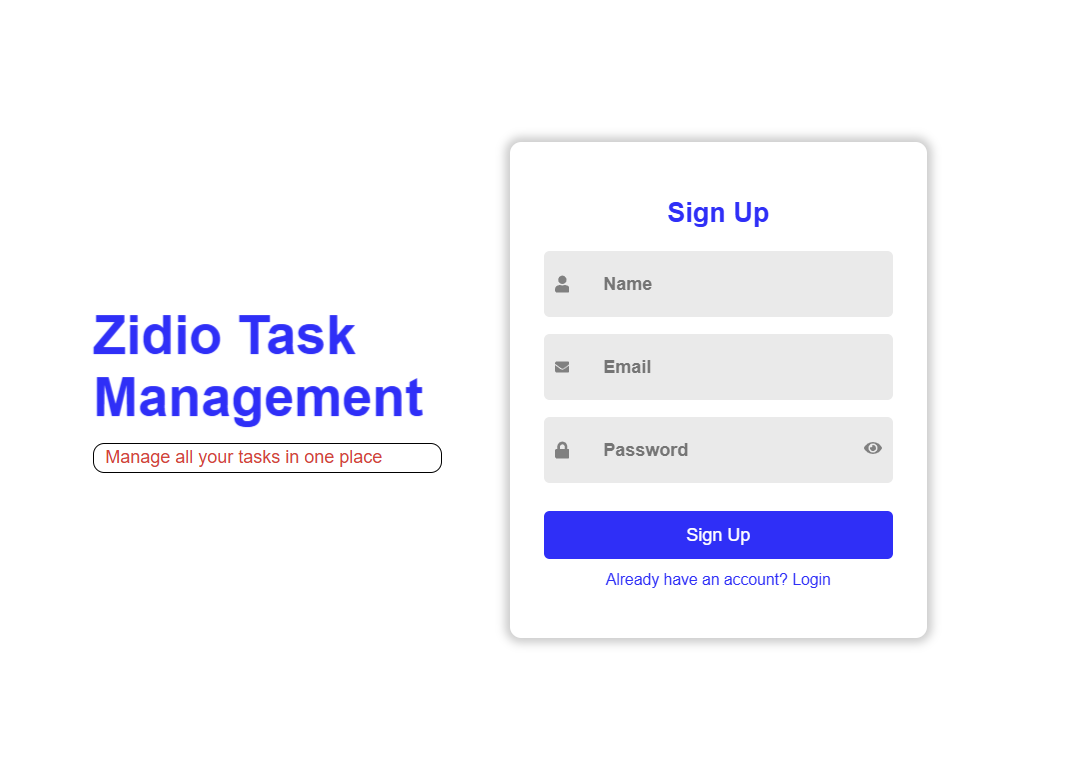 Zidio Task
Management
Manage all your tasks in one place
Sign Up
Name
Email
Password
Sign Up
Already have an account? Login